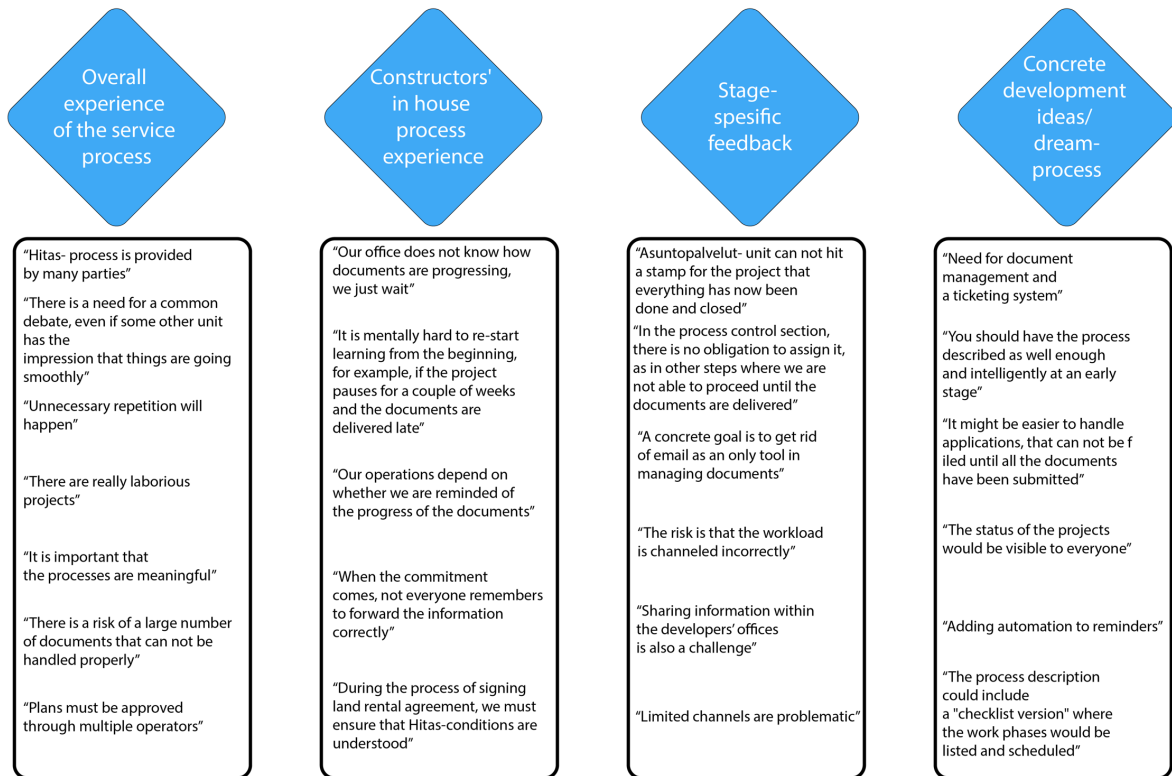 Overall
experience
of the service
process
Constructors'
in house
process
experience
Stage-
spesific
feedback
Concrete
development
ideas/
dream-
process
“Hitas- process is provided
by many parties”
“There is a need for a common
debate, even if some other unit
has the
impression that things are going
smoothly”
“Unnecessary repetition will
happen”
“There are really laborious
projects”
“It is important that
the processes are meaningful”
“There is a risk of a large number
of documents that can not be
handled properly”
“Plans must be approved
through multiple operators”
“Our office does not know how
documents are progressing,
we just wait”
“It is mentally hard to re-start
learning from the beginning,
for example, if the project
pauses for a couple of weeks
and the documents are
delivered late”
“Our operations depend on
whether we are reminded of
the progress of the documents”
“When the commitment
comes, not everyone remembers
to forward the information
correctly”
“During the process of signing
land rental agreement, we must
ensure that Hitas-conditions are
understood”
“Asuntopalvelut- unit can not hit
a stamp for the project that
everything has now been
done and closed”
“In the process control section,
there is no obligation to assign it,
as in other steps where we are
not able to proceed until the
documents are delivered”
“A concrete goal is to get rid
of email as an only tool in
managing documents”
“The risk is that the workload
is channeled incorrectly”
“Sharing information within
the developers’ offices
is also a challenge”
“Limited channels are problematic”
“Need for document
management and
a ticketing system”
“You should have the process
described as well enough
and intelligently at an early
stage”
“It might be easier to handle
applications, that can not be f
iled until all the documents
have been submitted”
“The status of the projects
would be visible to everyone”
“Adding automation to reminders”
“The process description
could include
a "checklist version" where
the work phases would be
listed and scheduled”